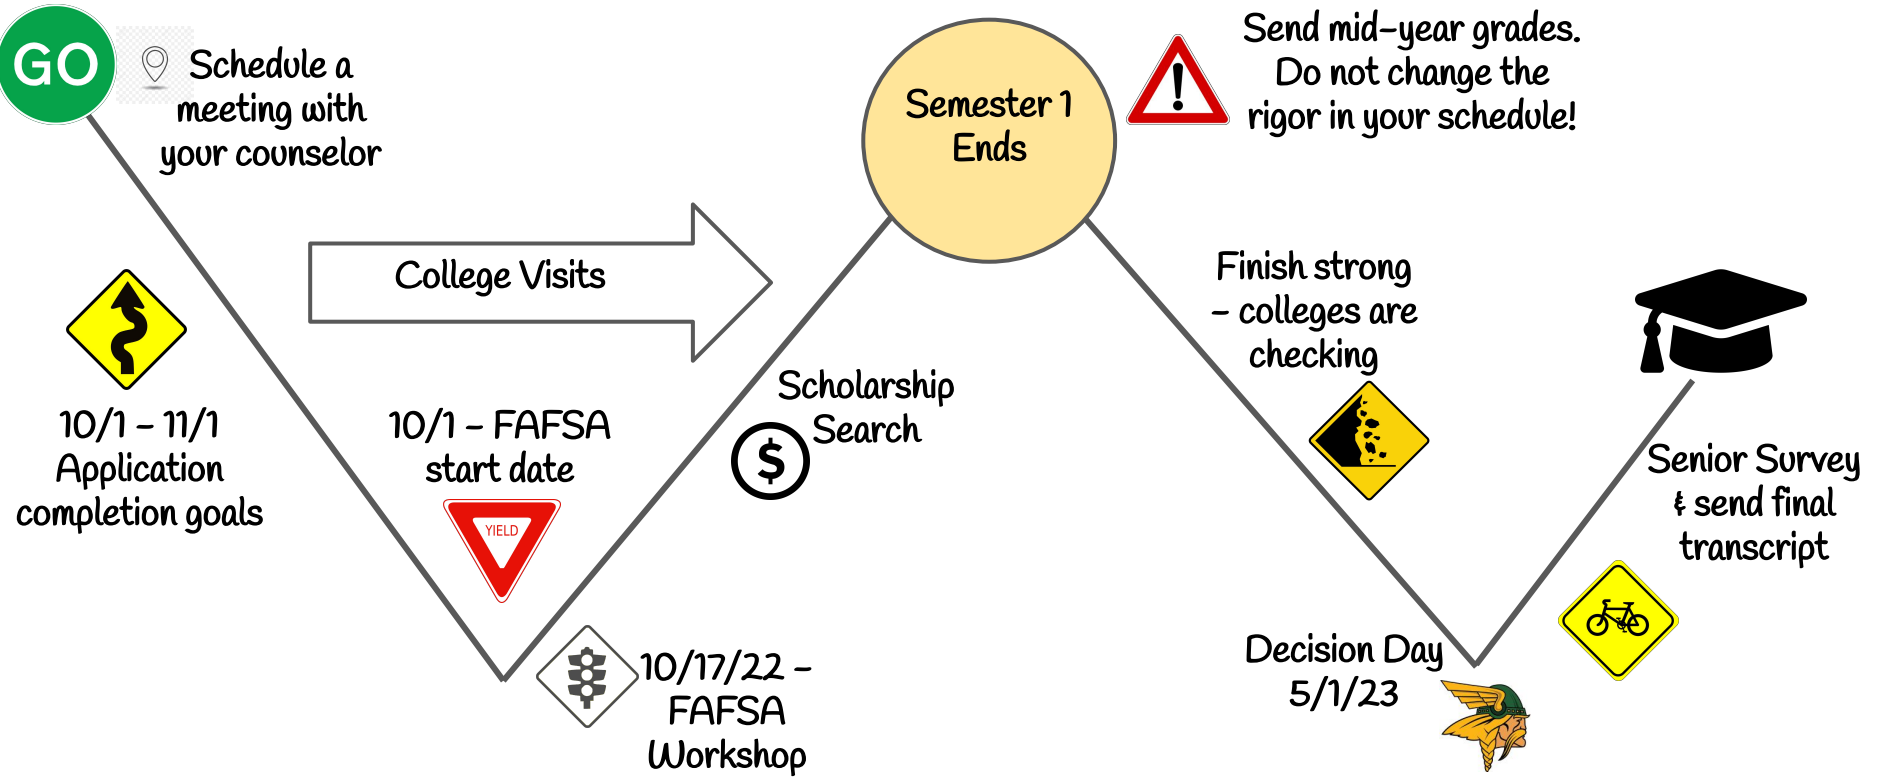 GO
Schedule a
meeting with
your counselor
10/1 - 11/1
Application
completion goals
College Visits
10/1 - FAFSA
start date
YIELD
10/17/22 -
FAFSA
Workshop
$
Scholarship
Search
Semester 1
Ends
!
Send mid-year grades.
Do not change the
rigor in your schedule!
Finish strong
- colleges are
checking
Decision Day
5/1/23
Senior Survey
& send final
transcript